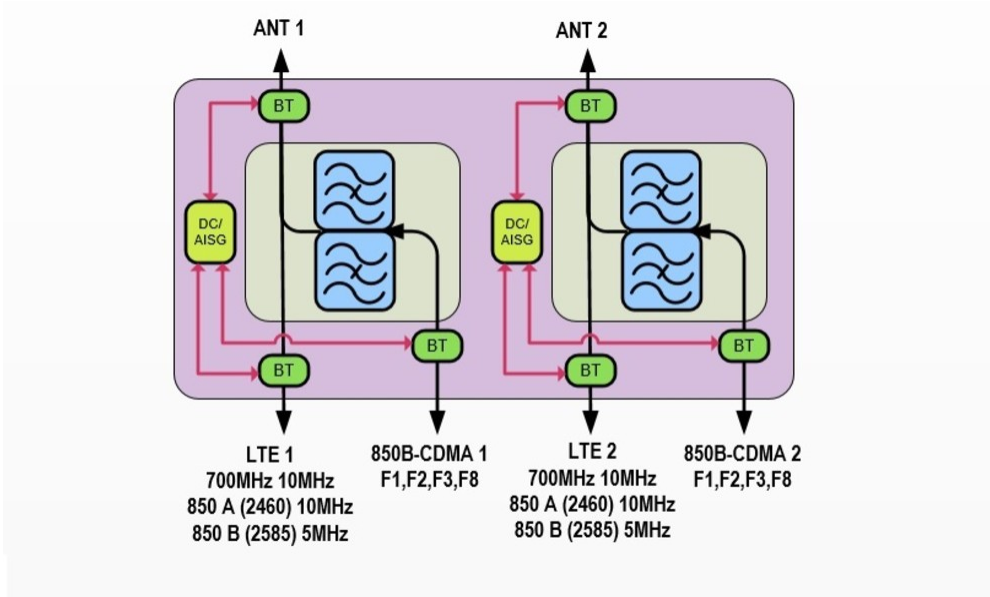 ANT 1
ANT 2
BT
BT
DC/
AISG
DC/
AISG
BT
BT
BT
BT
LTE 1
700MHz 10MHz
850 A (2460) 10MHz
850 B (2585) 5MHz
850B-CDMA 1
F1,F2,F3,F8
LTE 2
700MHz 10MHz
850 A (2460) 10MHz
850 B (2585) 5MHz
850B-CDMA 2
F1,F2,F3,F8